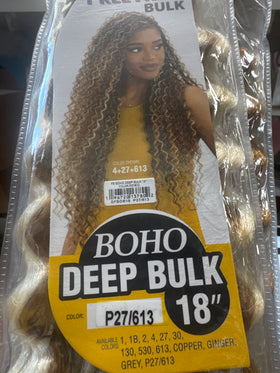 BULK
COLOR SHOWN
4+27+613
BOHO
DEEP BULK
COLOR: P27/613 18"
AVAILABLE COLORS 1, 1B, 2, 4, 27, 30,
130, 530, 613, COPPER, GINGER,
GREY, P27/613